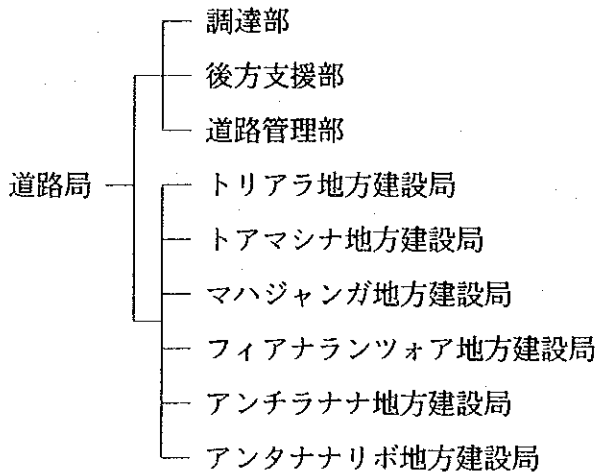 調達部
後方支援部
道路管理部
道路局
トリアラ地方建設局
トアマシナ地方建設局
マハジャンガ地方建設局
フィアナランツォア地方建設局
アンチラナナ地方建設局
アンタナナリボ地方建設局